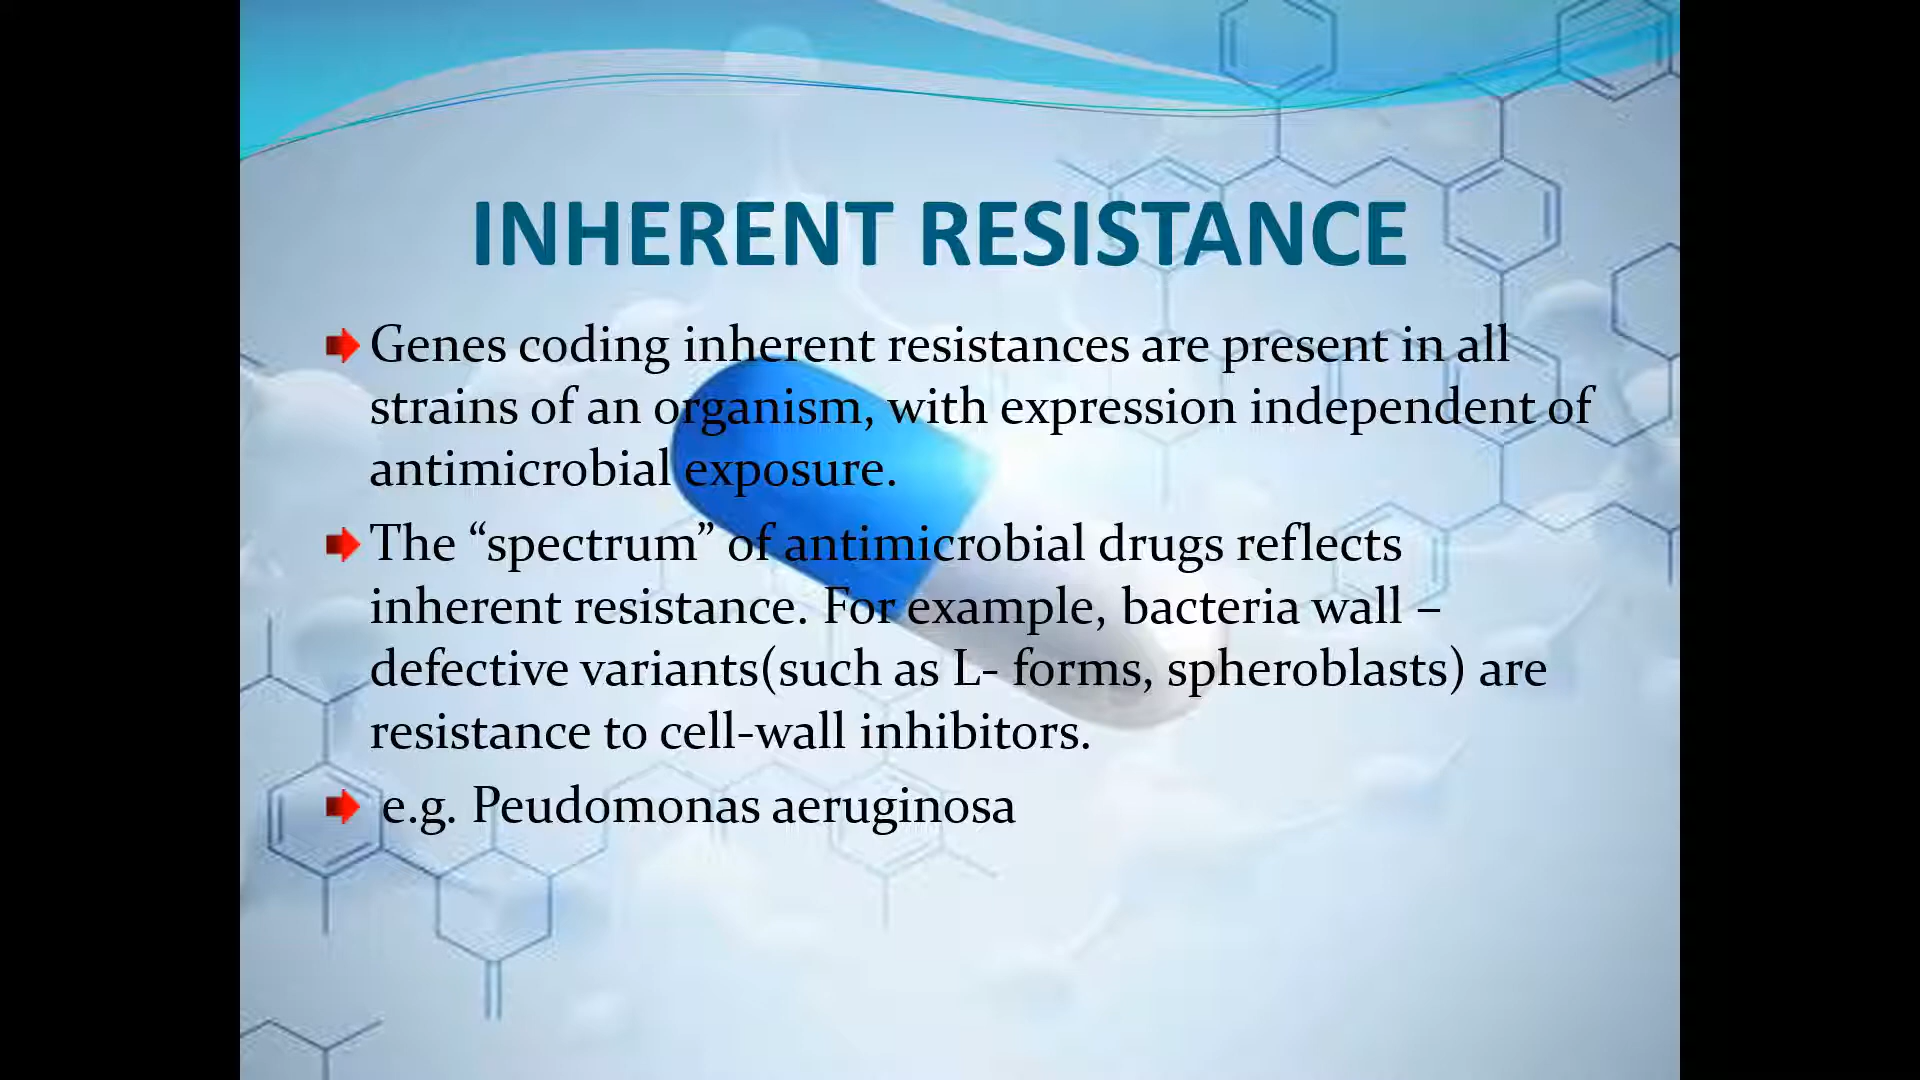 INHERENT RESISTANCE
Genes coding inherent resistances are present in all
strains of an organism, with expression independent of
antimicrobial exposure.
The “spectrum” of antimicrobial drugs reflects
inherent resistance. For example, bacteria wall –
defective variants(such as L- forms, spheroblasts) are
resistance to cell-wall inhibitors.
e.g. Peudomonas aeruginosa